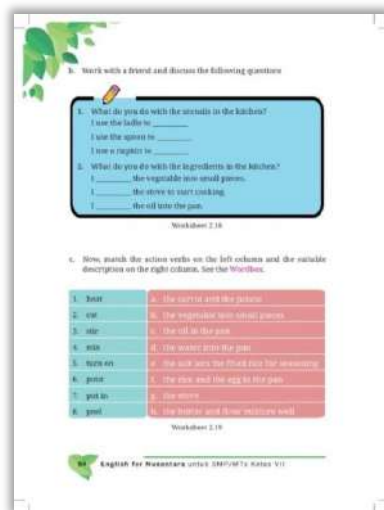 b. Work with a friend and discuss the following questions
1. What do you do with the utensils in the kitchen?
I use the ladle to ________
I use the spoon to ________
I use a napkin to ________
2. What do you do with the ingredients in the kitchen?
I ________ the vegetable into small pieces.
I ________ the stove to start cooking.
I ________ the oil into the pan.
Worksheet 2.18
c. Now, match the action verbs on the left column and the suitable
description on the right column. See the Wordbox.
1. heat a. the carrot and the potato
2. cut b. the vegetable into small pieces
3. stir c. the oil in the pan
4. mix d. the water into the pan
5. turn on e. the salt into the fried rice for seasoning
6. pour f. the rice and the egg in the pan
7. put in g. the stove
8. peel h. the butter and flour mixture well
Worksheet 2.19
English for Nusantara untuk SMP/MTs Kelas VII